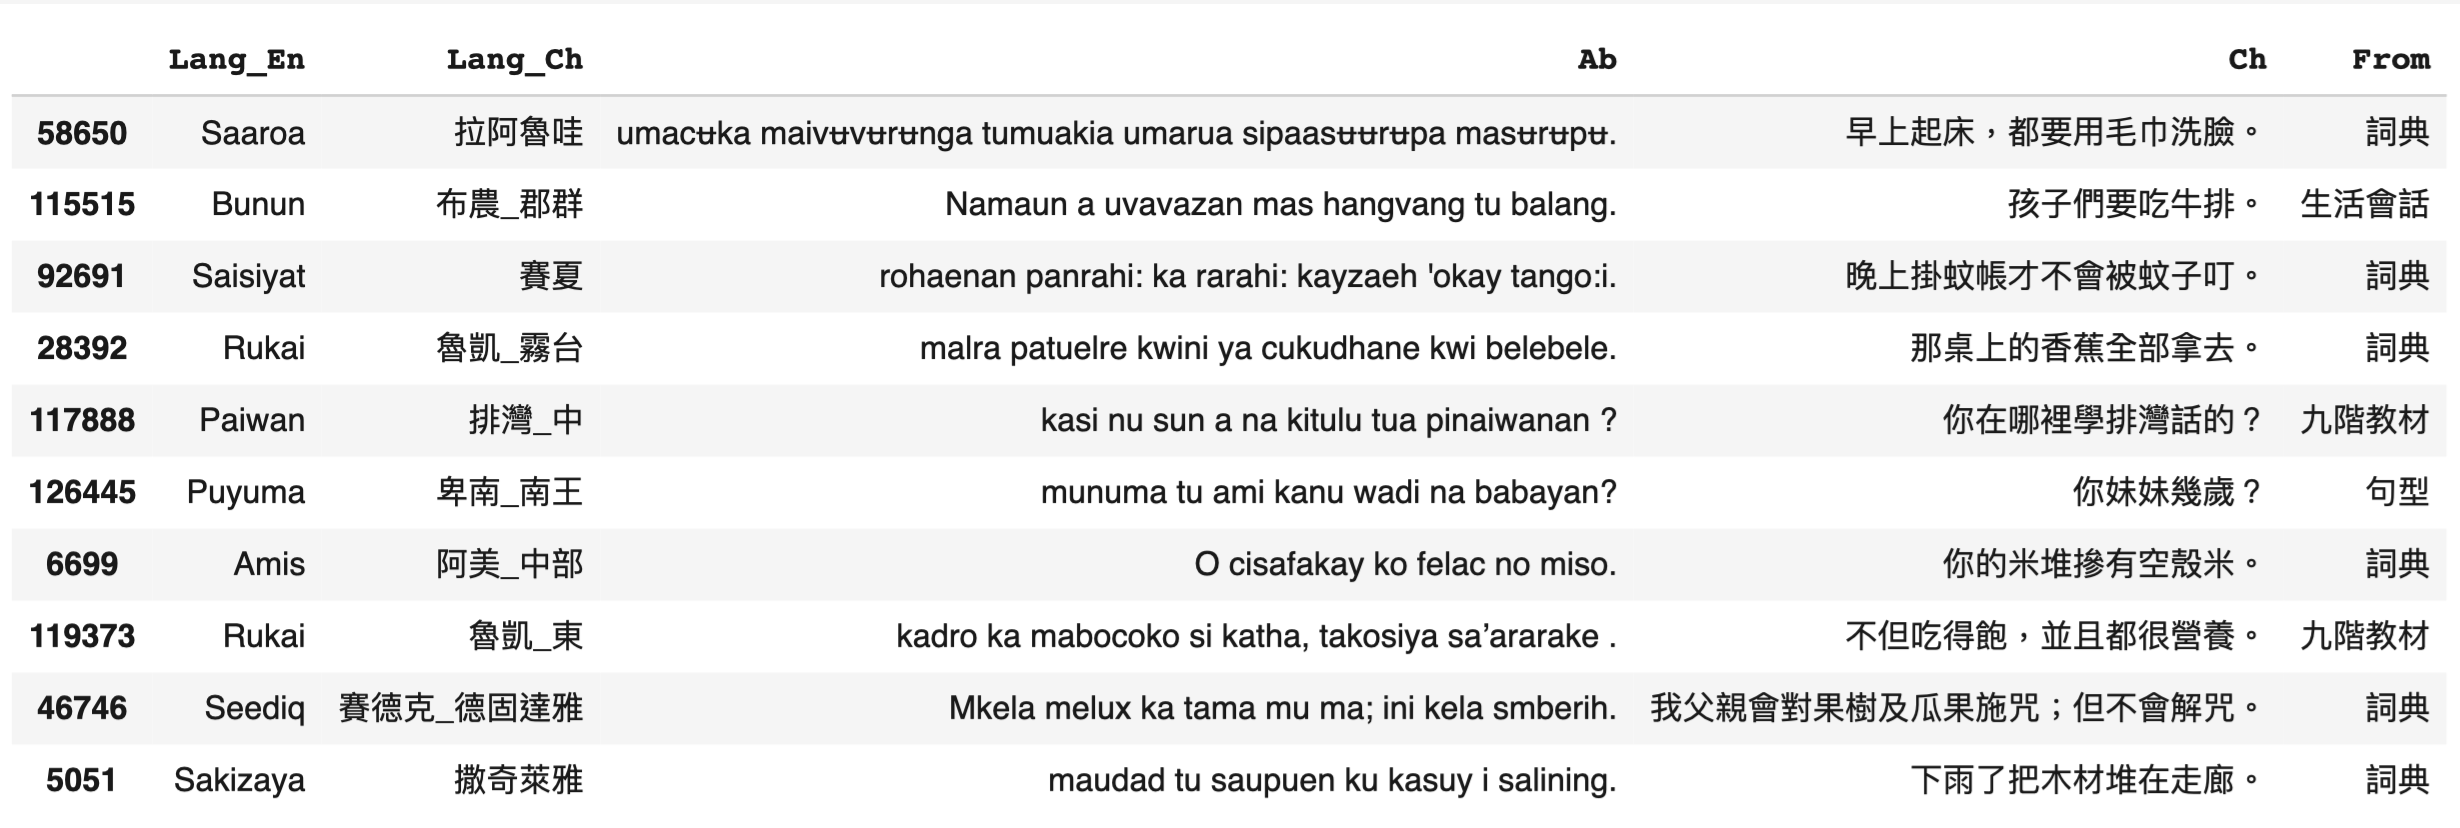 Lang_En Lang_Ch Ab Ch From
58650 Saaroa 拉阿魯哇 umacʉka maivʉvʉrʉnga tumuakia umarua sipaasʉʉrʉpa masʉrʉpʉ. 早上起床，都要用毛巾洗臉。 詞典
115515 Bunun 布農_郡群 Namaun a uvavazan mas hangvang tu balang. 孩子們要吃牛排。 生活會話
92691 Saisiyat 賽夏 rohaenan panrahi: ka rarahi: kayzaeh 'okay tango:i. 晚上掛蚊帳才不會被蚊子叮。 詞典
28392 Rukai 魯凱_霧台 malra patuelre kwini ya cukudhane kwi belebele. 那桌上的香蕉全部拿去。 詞典
117888 Paiwan 排灣_中 kasi nu sun a na kitulu tua pinaiwanan ? 你在哪裡學排灣話的？ 九階教材
126445 Puyuma 卑南_南王 munuma tu ami kanu wadi na babayan? 你妹妹幾歲？ 句型
6699 Amis 阿美_中部 O cisafakay ko felac no miso. 你的米堆摻有空殼米。 詞典
119373 Rukai 魯凱_東 kadro ka mabocoko si katha, takosiya sa’ararake . 不但吃得飽，並且都很營養。 九階教材
46746 Seediq 賽德克_德固達雅 Mkela melux ka tama mu ma; ini kela smberih. 我父親會對果樹及瓜果施咒；但不會解咒。 詞典
5051 Sakizaya 撒奇萊雅 maudad tu saupuen ku kasuy i salining. 下雨了把木材堆在走廊。 詞典